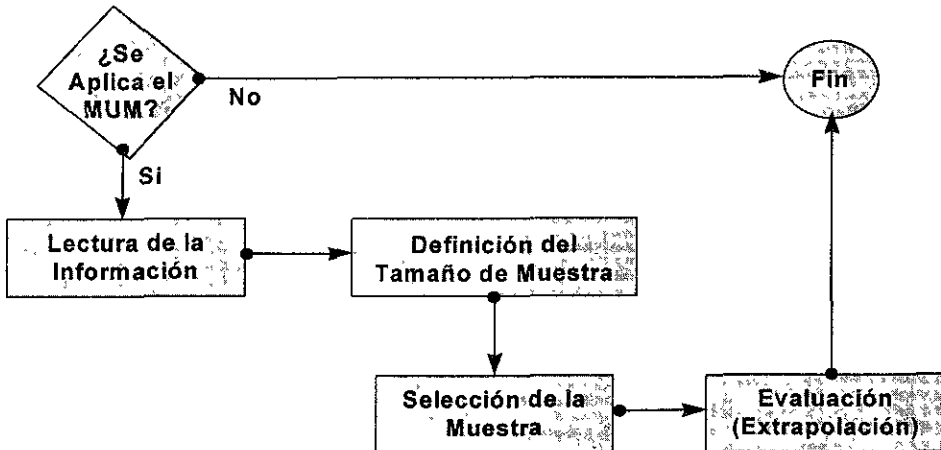 ¿Se
Aplica el
MUM?
No
Fin
Si
Lectura de la
Información
Definición del
Tamaño de Muestra
Selección de la
Muestra
Evaluación
(Extrapolación)